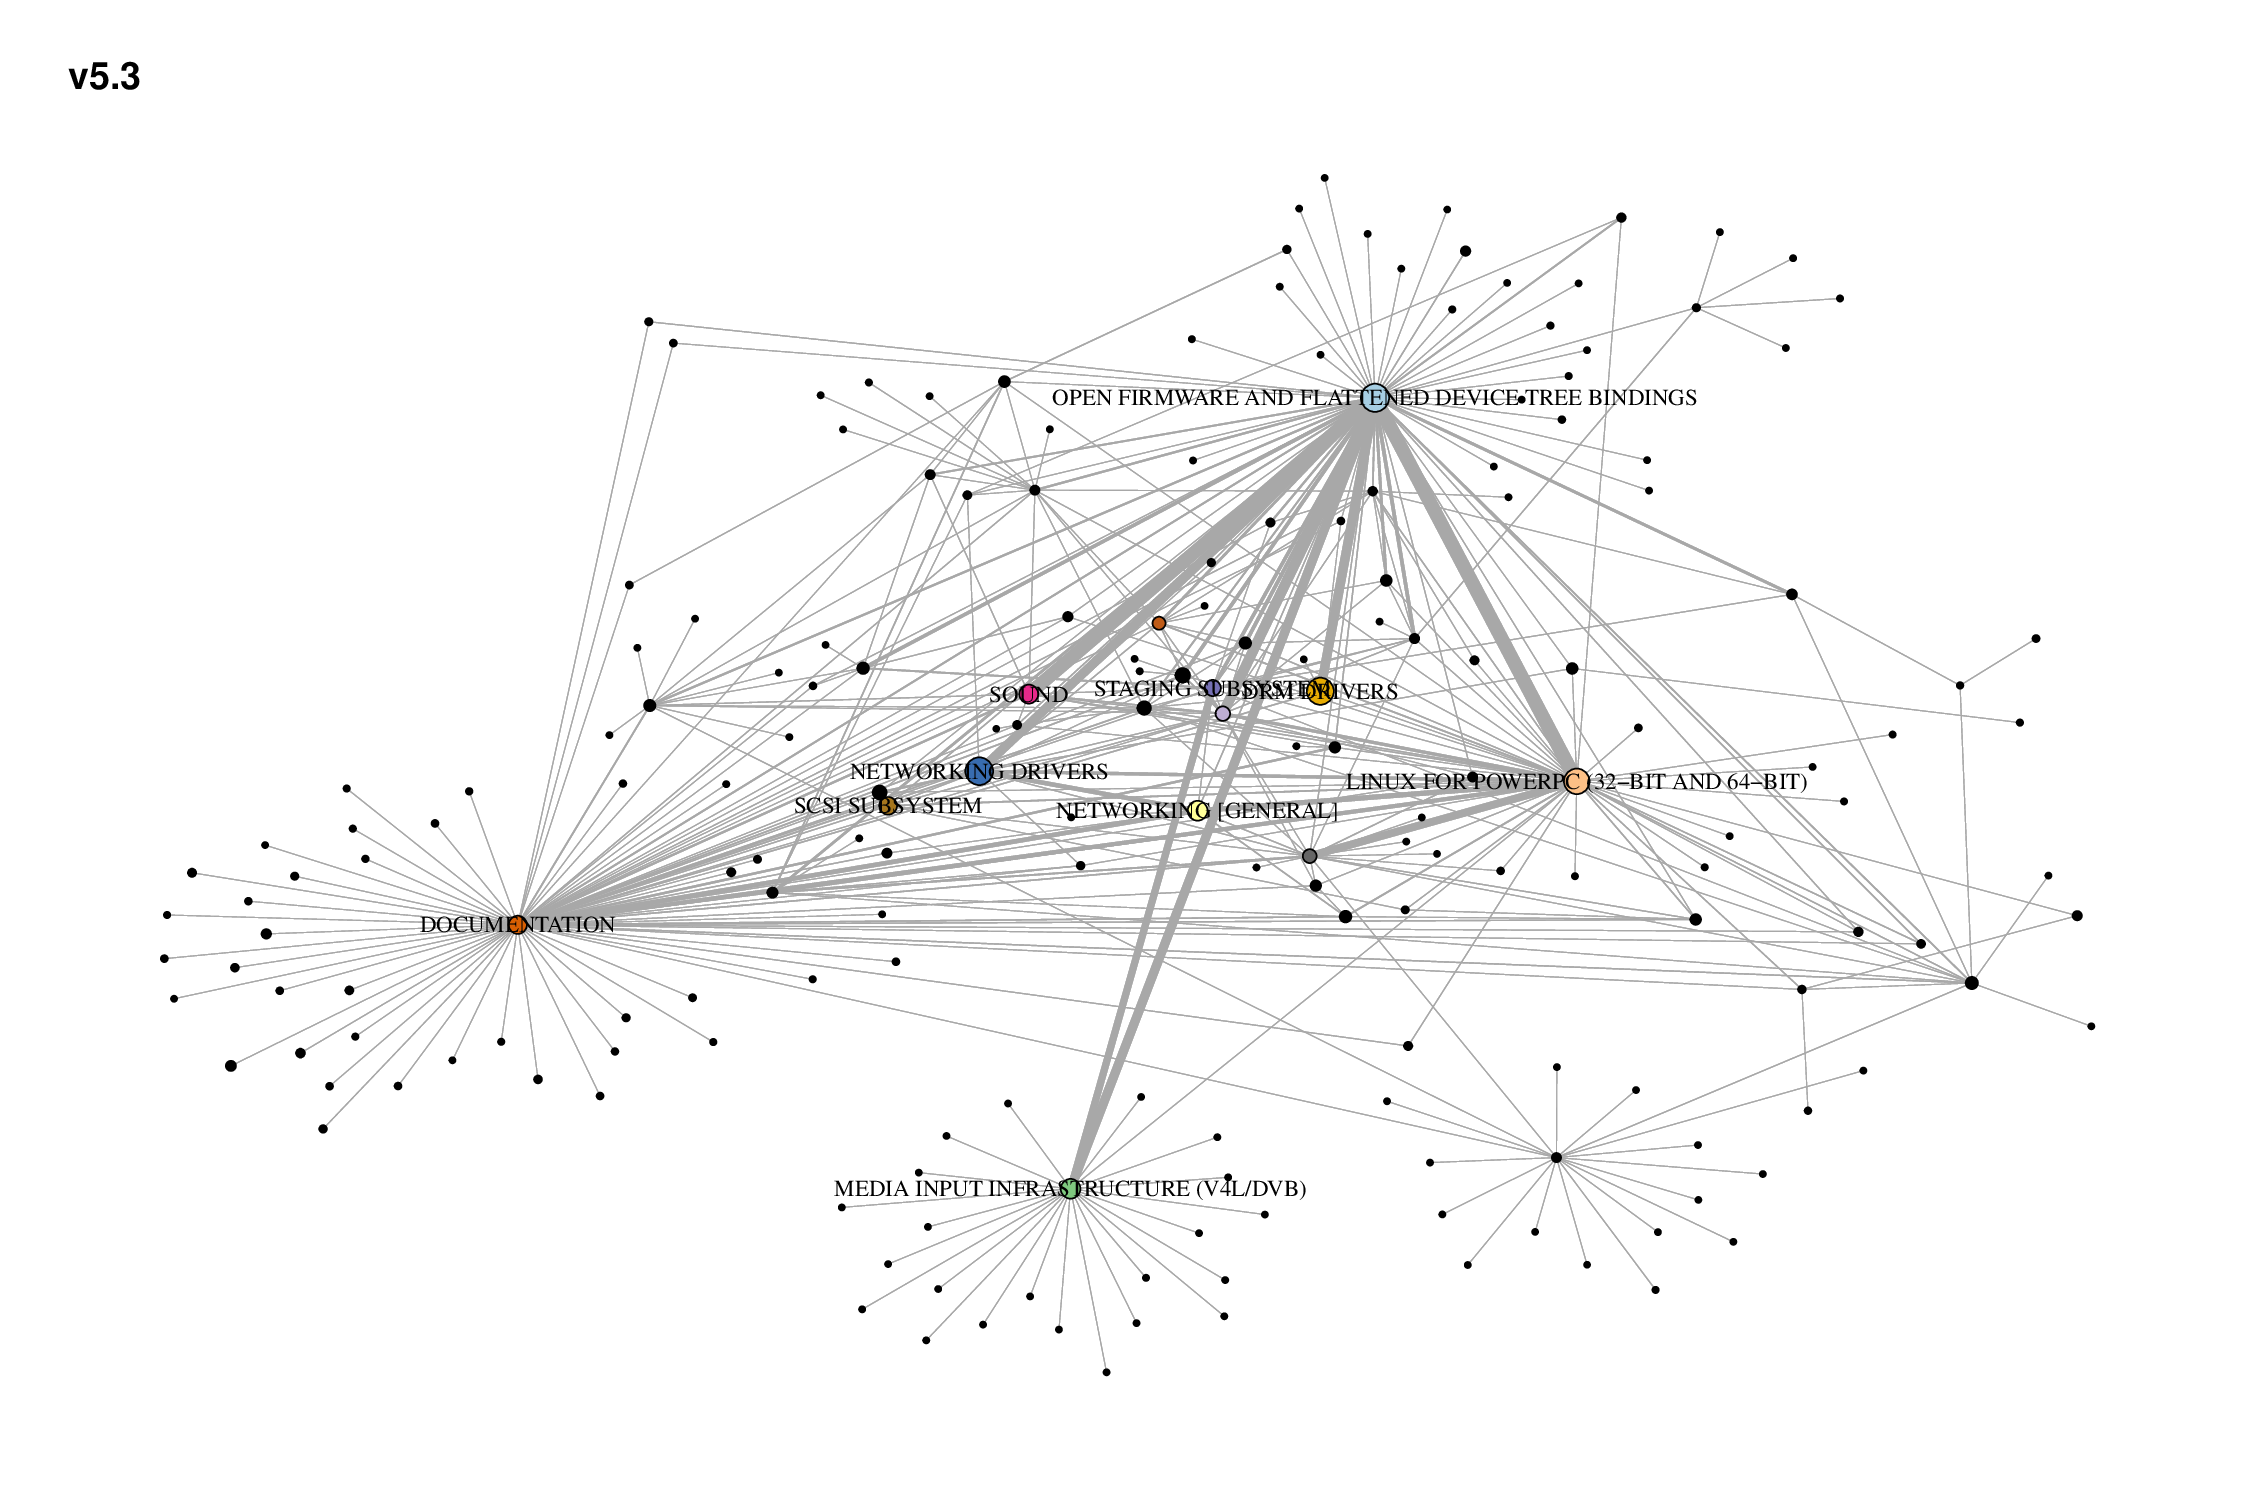 v5.3
OPEN FIRMWARE AND FLATTENED DEVICE TREE BINDINGS
SOUND
STAGING SUBSYSTEM
DRM DRIVERS
NETWORKING DRIVERS
LINUX FOR POWERPC (32−BIT AND 64−BIT)
SCSI SUBSYSTEM
NETWORKING [GENERAL]
DOCUMENTATION
MEDIA INPUT INFRASTRUCTURE (V4L/DVB)